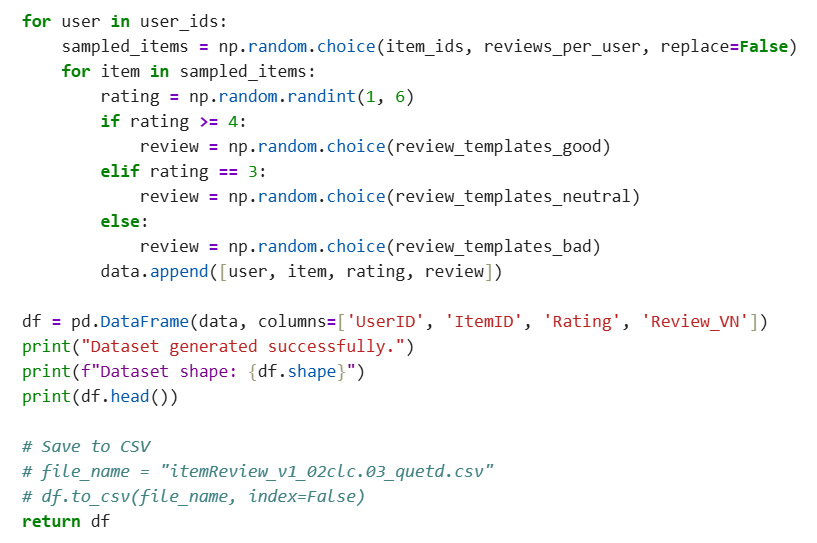 for user in user_ids:
    sampled_items = np.random.choice(item_ids, reviews_per_user, replace=False)
    for item in sampled_items:
        rating = np.random.randint(1, 6)
        if rating >= 4:
            review = np.random.choice(review_templates_good)
        elif rating == 3:
            review = np.random.choice(review_templates_neutral)
        else:
            review = np.random.choice(review_templates_bad)
        data.append([user, item, rating, review])

df = pd.DataFrame(data, columns=['UserID', 'ItemID', 'Rating', 'Review_VN'])
print("Dataset generated successfully.")
print(f"Dataset shape: {df.shape}")
print(df.head())

# Save to CSV
# file_name = "itemReview_v1_02clc.03_quetd.csv"
# df.to_csv(file_name, index=False)
return df